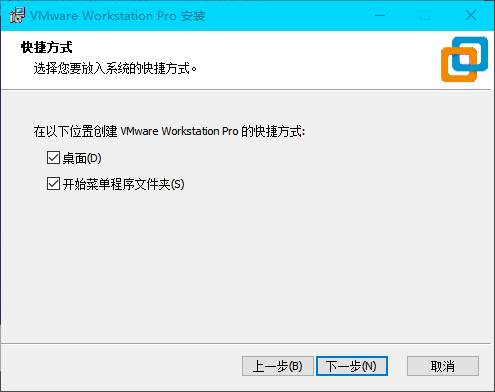 VMware Workstation Pro 安装
快捷方式
选择您要放入系统的快捷方式。
在以下位置创建 VMware Workstation Pro 的快捷方式:
桌面(D)
开始菜单程序文件夹(S)
上一步(B)
下一步(N)
取消